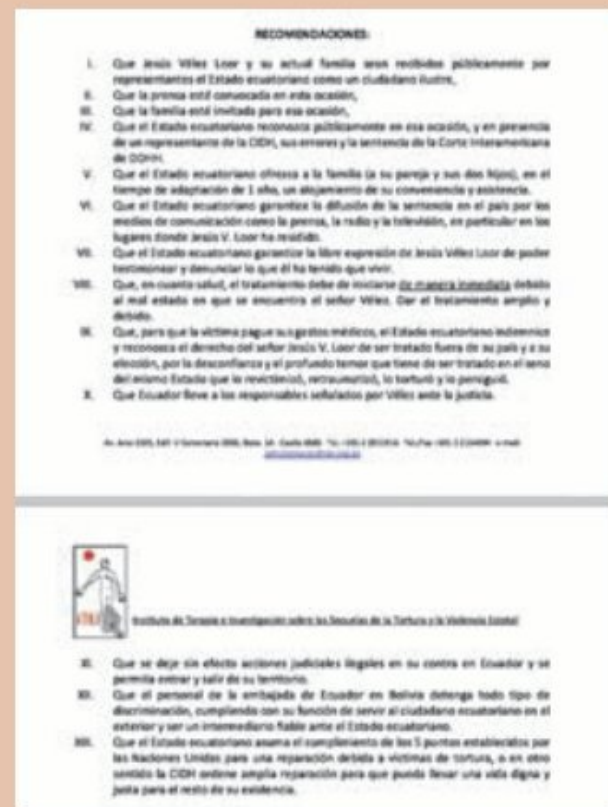 RECOMENDACIONES:
I. Que Jesús Vélez Loor y su actual familia sean recibidos públicamente por
representantes el Estado ecuatoriano como un ciudadano ilustre,
II. Que la prensa esté convocada en esta ocasión,
III. Que la familia esté invitada para esa ocasión,
IV. Que el Estado ecuatoriano reconozca públicamente en esa ocasión, y en presencia
de un representante de la CIDH, sus errores y la sentencia de la Corte Interamericana
de DDHH.
V. Que el Estado ecuatoriano ofrezca a la familia (a su pareja y sus dos hijos), en el
tiempo de adaptación de 1 año, un alojamiento de su conveniencia y asistencia.
VI. Que el Estado ecuatoriano garantice la difusión de la sentencia en el país por los
medios de comunicación como la prensa, la radio y la televisión, en particular en los
lugares donde Jesús V. Loor ha residido.
VII. Que el Estado ecuatoriano garantice la libre expresión de Jesús Vélez Loor de poder
testimoniar y denunciar lo que él ha tenido que vivir.
VIII. Que, en cuanto salud, el tratamiento debe de iniciarse de manera inmediata debido
al mal estado en que se encuentra el señor Vélez. Dar el tratamiento amplio y
debido.
IX. Que, para que la víctima pague sus gastos médicos, el Estado ecuatoriano indemnice
y reconozca el derecho del señor Jesús V. Loor de ser tratado fuera de su país y a su
elección, por la desconfianza y el profundo temor que tiene de ser tratado en el seno
del mismo Estado que lo revictimizó, retraumatizó, lo torturó y lo persiguió.
X. Que Ecuador lleve a los responsables señalados por Vélez ante la justicia.
Instituto de Terapia e Investigación sobre las Secuelas de la Tortura y la Violencia Estatal
XI. Que se deje sin efecto acciones judiciales ilegales en su contra en Ecuador y se
permita entrar y salir de su territorio.
XII. Que el personal de la embajada de Ecuador en Bolivia detenga todo tipo de
discriminación, cumpliendo con su función de servir al ciudadano ecuatoriano en el
exterior y ser un intermediario fiable ante el Estado ecuatoriano.
XIII. Que el Estado ecuatoriano asuma el cumplimiento de los 5 puntos establecidos por
las Naciones Unidas para una reparación debida a víctimas de tortura, o en otro
sentido la CIDH ordene amplia reparación para que pueda llevar una vida digna y
justa para el resto de su existencia.